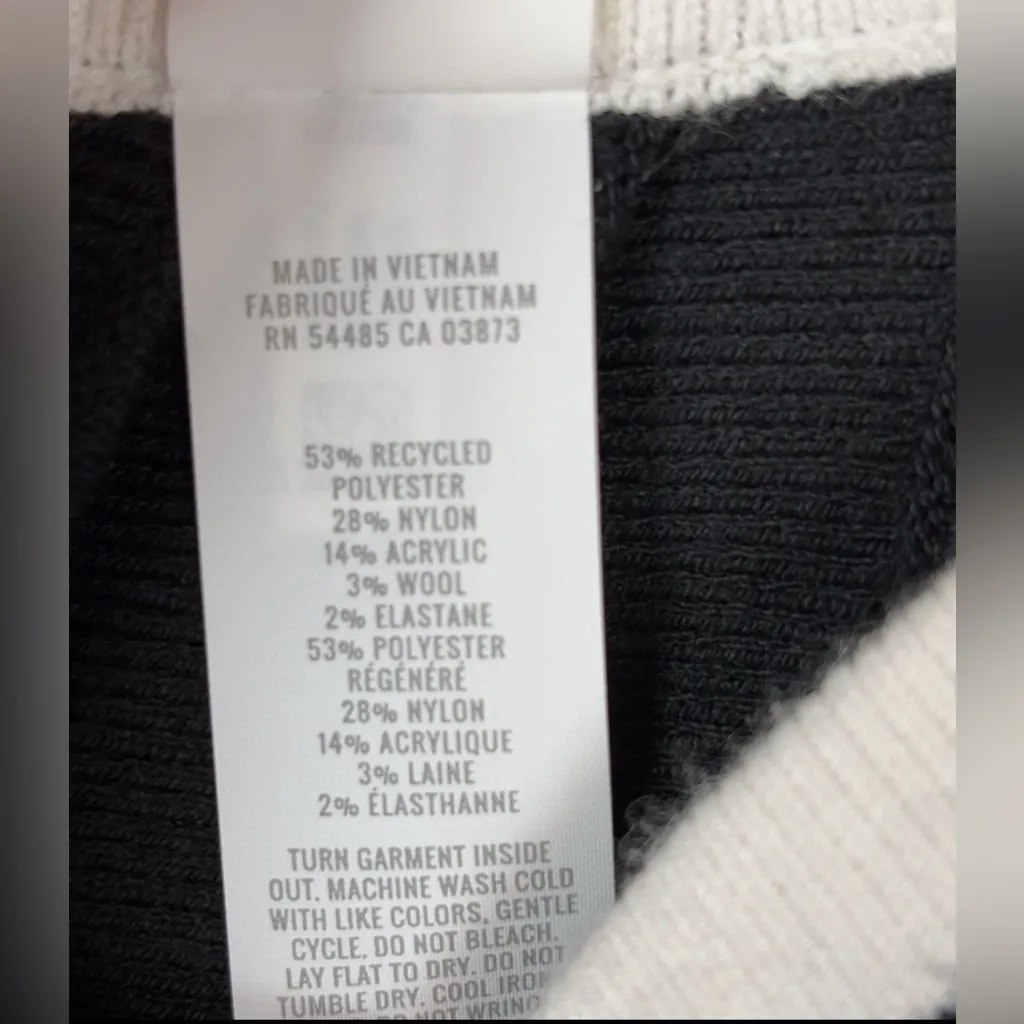 MADE IN VIETNAM
FABRIQUÉ AU VIETNAM
RN 54485 CA 03873
53% RECYCLED
POLYESTER
28% NYLON
14% ACRYLIC
3% WOOL
2% ELASTANE
53% POLYESTER
RÉGÉNÉRÉ
28% NYLON
14% ACRYLIQUE
3% LAINE
2% ÉLASTHANNE
TURN GARMENT INSIDE
OUT. MACHINE WASH COLD
WITH LIKE COLORS. GENTLE
CYCLE. DO NOT BLEACH.
LAY FLAT TO DRY. DO NOT
TUMBLE DRY. COOL IRON
DO NOT WRING